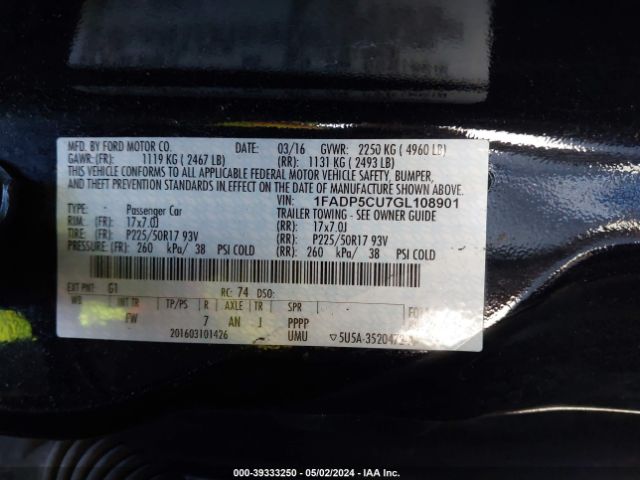 MFD. BY FORD MOTOR CO. DATE: 03/16 GVWR: 2250 KG ( 4960 LB)
GAWR: (FR): 1119 KG ( 2467 LB) (RR): 1131 KG ( 2493 LB)
THIS VEHICLE CONFORMS TO ALL APPLICABLE FEDERAL MOTOR VEHICLE SAFETY, BUMPER,
AND THEFT PREVENTION STANDARDS IN EFFECT ON THE DATE OF MANUFACTURE SHOWN ABOVE.
VIN: 1FADP5CU7GL108901
TYPE: - Passenger Car TRAILER TOWING - SEE OWNER GUIDE
RIM: (FR): 17x7.0J (RR): 17x7.0J
TIRE: (FR): P225/50R17 93V (RR): P225/50R17 93V
PRESSURE: (FR): 260 kPa/ 38 PSI COLD (RR): 260 kPa/ 38 PSI COLD
EXT PNT: G1 RC: 74 DSO:
WB INT TR TP/PS R AXLE TR SPR
FW 7 AN J PPPP
201603101426 UMU ▽5U5A-3520472
000-39333250 - 05/02/2024 - IAAI.com